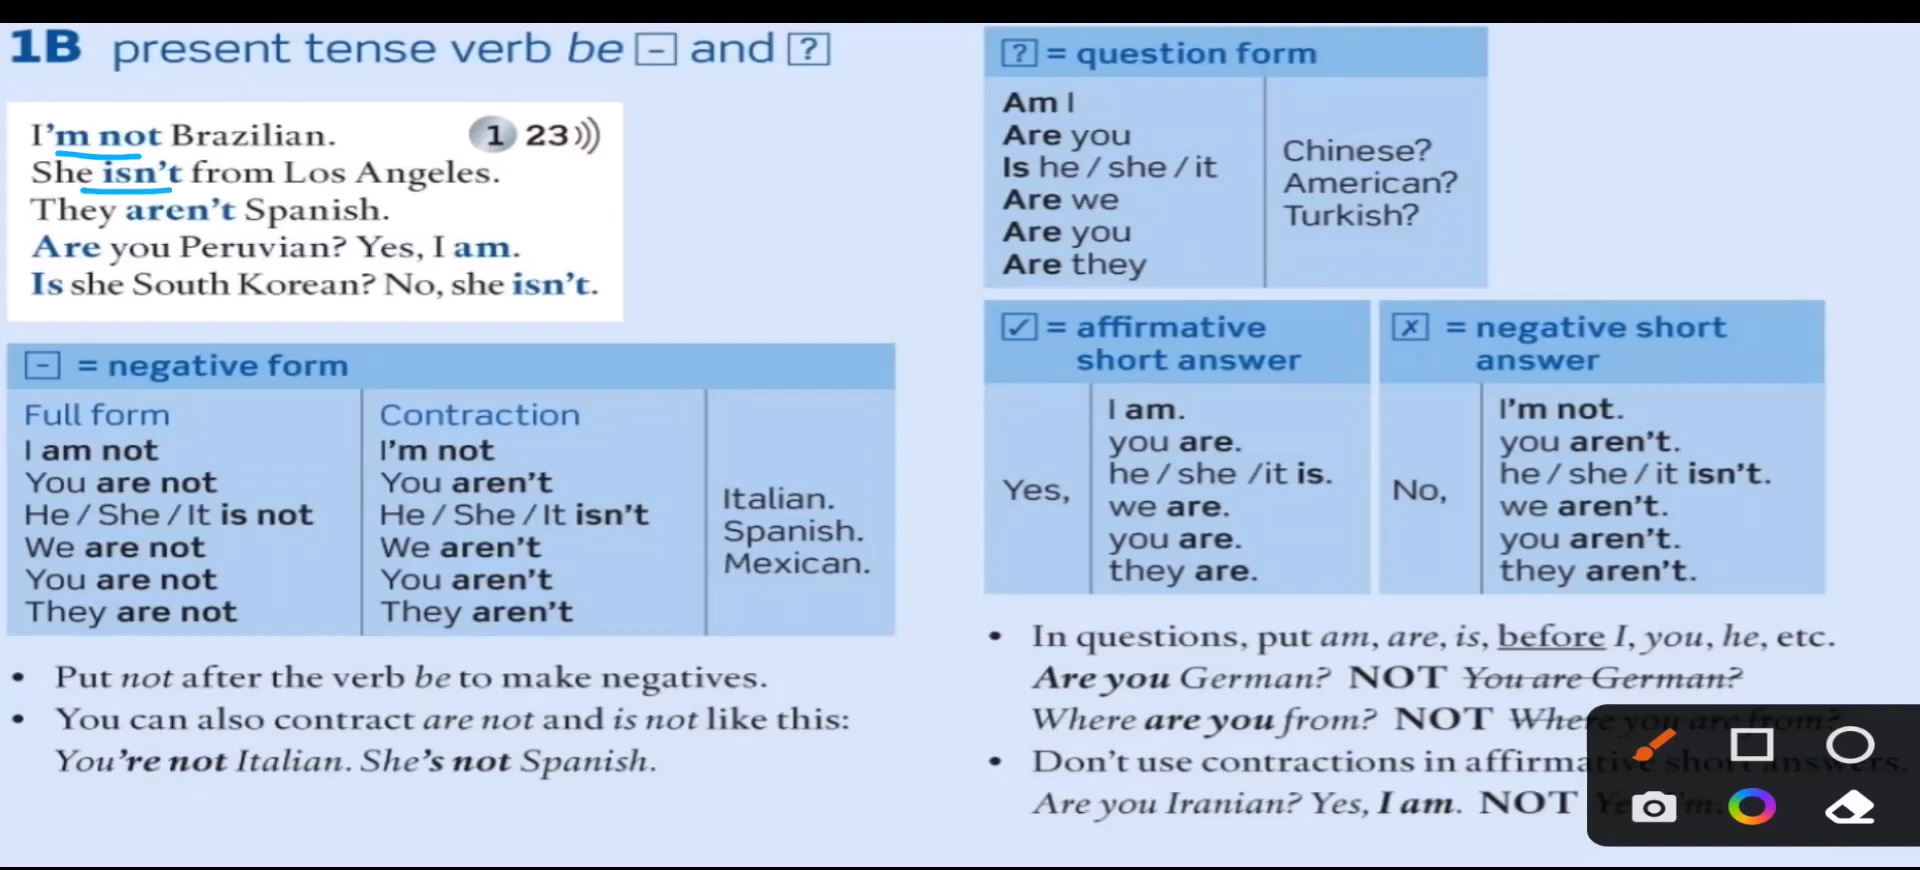 1B present tense verb be - and ?
I'm not Brazilian.
1 23
She isn't from Los Angeles.
They aren't Spanish.
Are you Peruvian? Yes, I am.
Is she South Korean? No, she isn't.
- = negative form
Full form
I am not
You are not
He / She / It is not
We are not
You are not
They are not
Contraction
I'm not
You aren't
He / She / It isn't
We aren't
You aren't
They aren't
Italian.
Spanish.
Mexican.
• Put not after the verb be to make negatives.
• You can also contract are not and is not like this:
You're not Italian. She's not Spanish.
? = question form
Am I
Are you
Is he / she / it
Are we
Are you
Are they
Chinese?
American?
Turkish?
✓ = affirmative
short answer
Yes,
I am.
you are.
he / she /it is.
we are.
you are.
they are.
✗ = negative short
answer
No,
I'm not.
you aren't.
he / she / it isn't.
we aren't.
you aren't.
they aren't.
• In questions, put am, are, is, before I, you, he, etc.
Are you German? NOT You are German?
Where are you from? NOT Where you are from?
• Don't use contractions in affirmative short answers.
Are you Iranian? Yes, I am. NOT